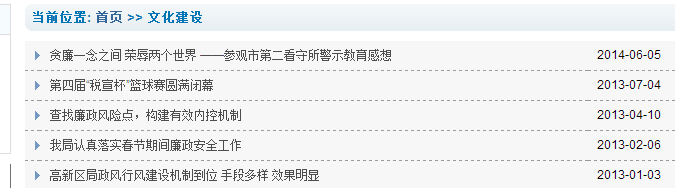 当前位置: 首页 >> 文化建设
贪廉一念之间 荣辱两个世界 ——参观市第二看守所警示教育感想 2014-06-05
第四届“税宣杯”篮球赛圆满闭幕 2013-07-04
查找廉政风险点，构建有效内控机制 2013-04-10
我局认真落实春节期间廉政安全工作 2013-02-06
高新区局政风行风建设机制到位 手段多样 效果明显 2013-01-03